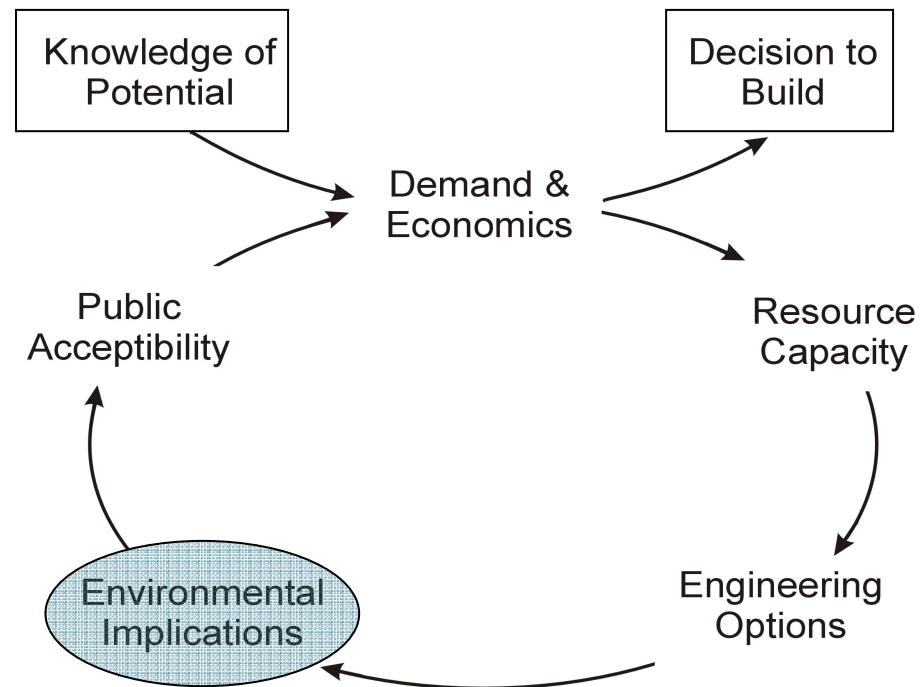 Knowledge of
Potential
Decision to
Build
Demand &
Economics
Public
Acceptibility
Resource
Capacity
Environmental
Implications
Engineering
Options